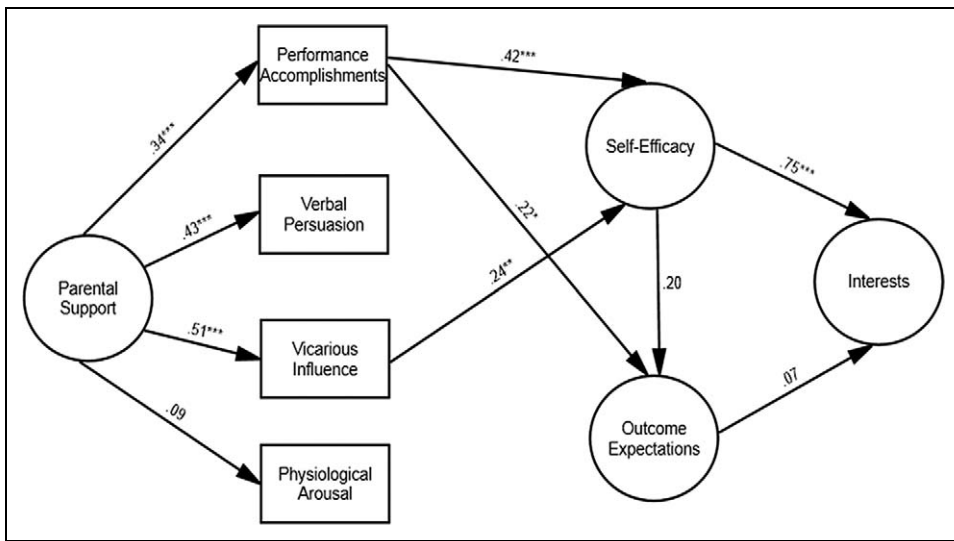 Performance
Accomplishments
.42***
.34***
Self-Efficacy
.75***
Verbal
Persuasion
.43***
.22*
.24**
.20
Parental
Support
Interests
.51***
Vicarious
Influence
.07
.09
Outcome
Expectations
Physiological
Arousal